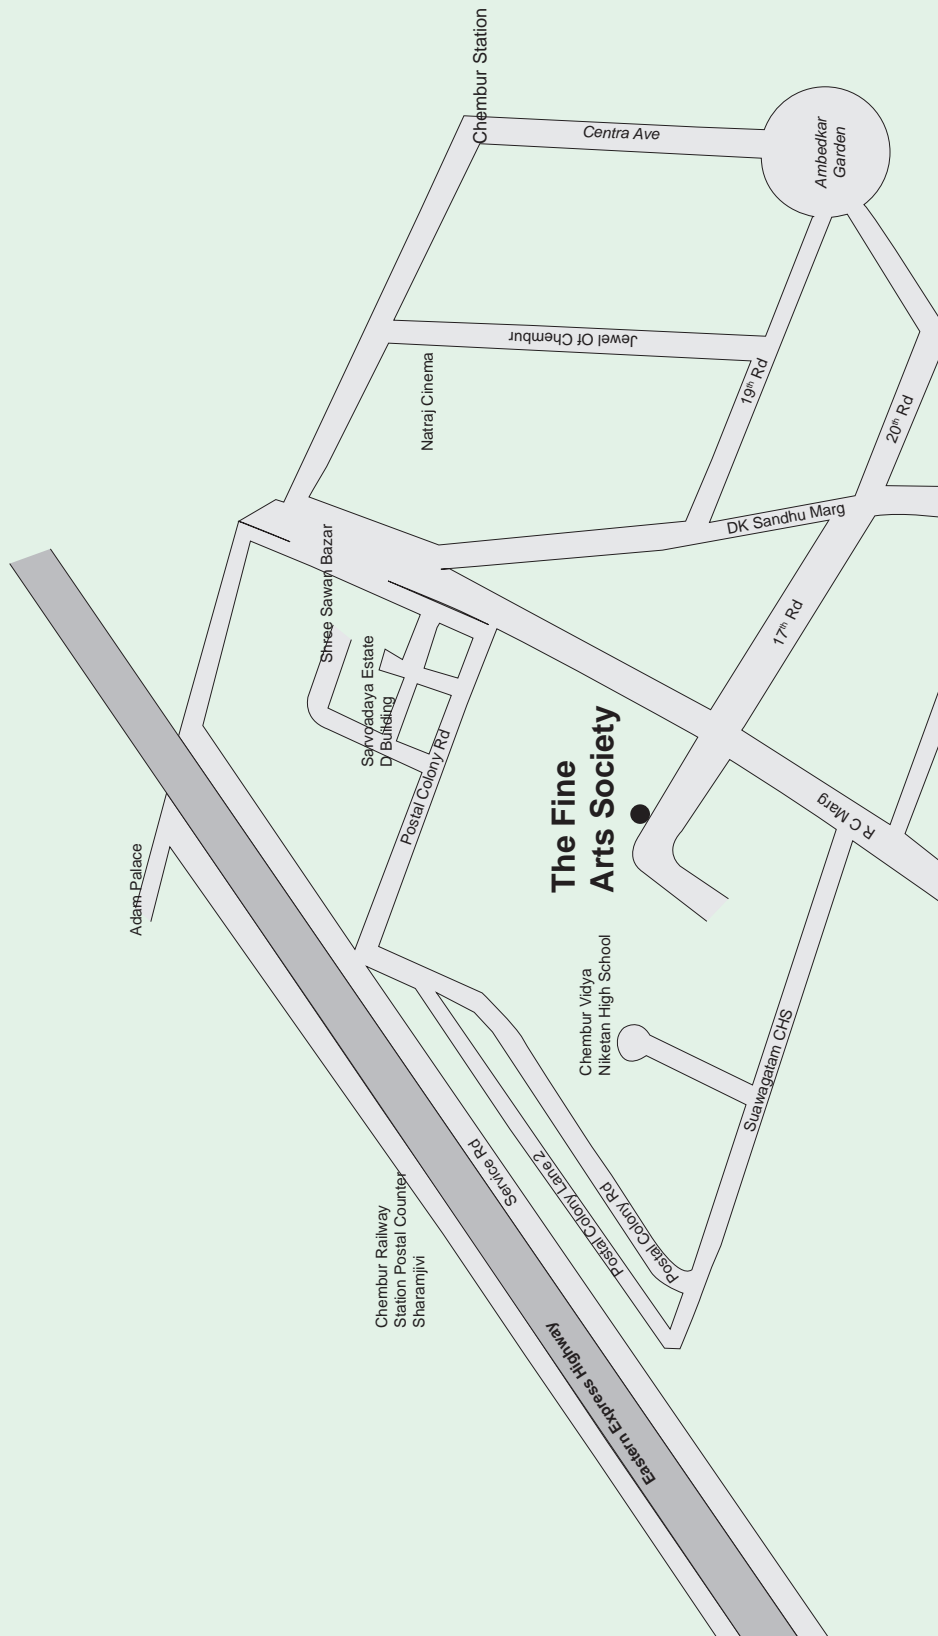 Chembur Station
Centra Ave
Ambedkar
Garden
Jewel Of Chembur
Natraj Cinema
19th Rd
20th Rd
DK Sandhu Marg
Shree Sawan Bazar
Sarvoadaya Estate
D Building
17th Rd
Postal Colony Rd
The Fine
Arts Society
R C Marg
Adam Palace
Chembur Vidya
Niketan High School
Suawagatam CHS
Service Rd
Postal Colony Lane 2
Postal Colony Rd
Chembur Railway
Station Postal Counter
Sharamjivi
Eastern Express Highway